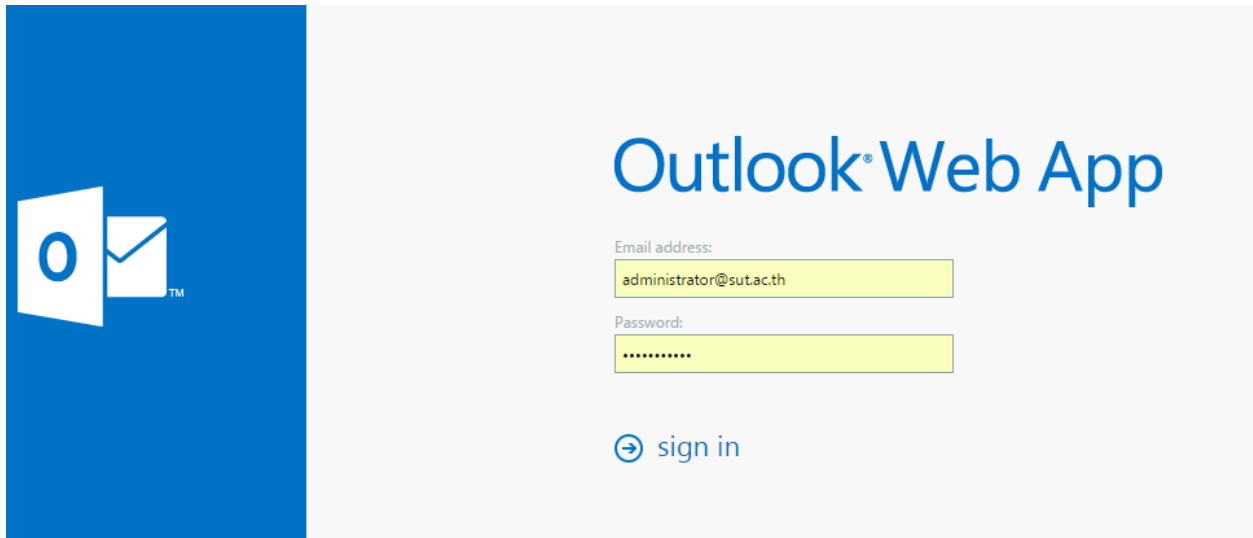 Outlook® Web App
Email address:
administrator@sut.ac.th
Password:
•••••••••••
sign in
O
TM